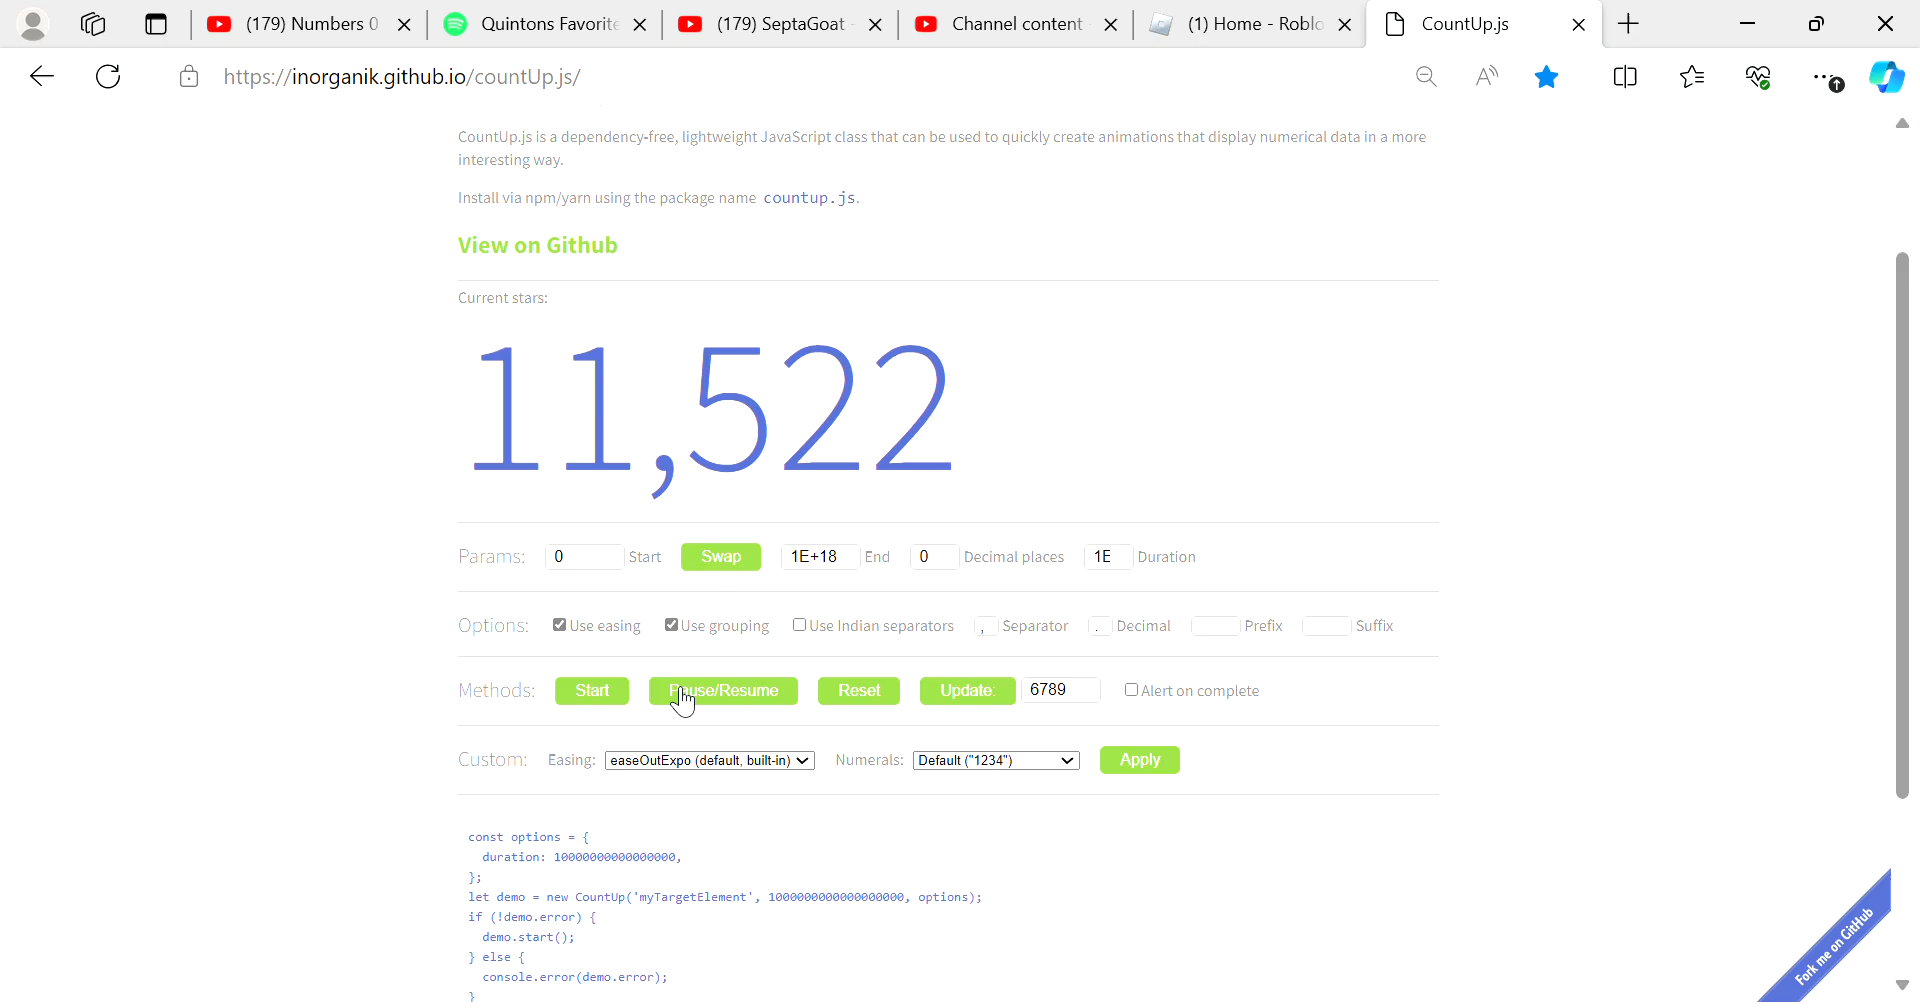 (179) Numbers 0
Quintons Favorite
(179) SeptaGoat -
Channel content
(1) Home - Roblo
CountUp.js
https://inorganik.github.io/countUp.js/
CountUp.js is a dependency-free, lightweight JavaScript class that can be used to quickly create animations that display numerical data in a more
interesting way.
Install via npm/yarn using the package name countup.js.
View on Github
Current stars:
11,522
Params: 0 Start Swap 1E+18 End 0 Decimal places 1E Duration
Options: Use easing Use grouping Use Indian separators , Separator . Decimal Prefix Suffix
Methods: Start Pause/Resume Reset Update: 6789 Alert on complete
Custom: Easing: easeOutExpo (default, built-in) Numerals: Default ("1234") Apply
const options = {
duration: 10000000000000000,
};
let demo = new CountUp('myTargetElement', 1000000000000000000, options);
if (!demo.error) {
demo.start();
} else {
console.error(demo.error);
}
Fork me on GitHub